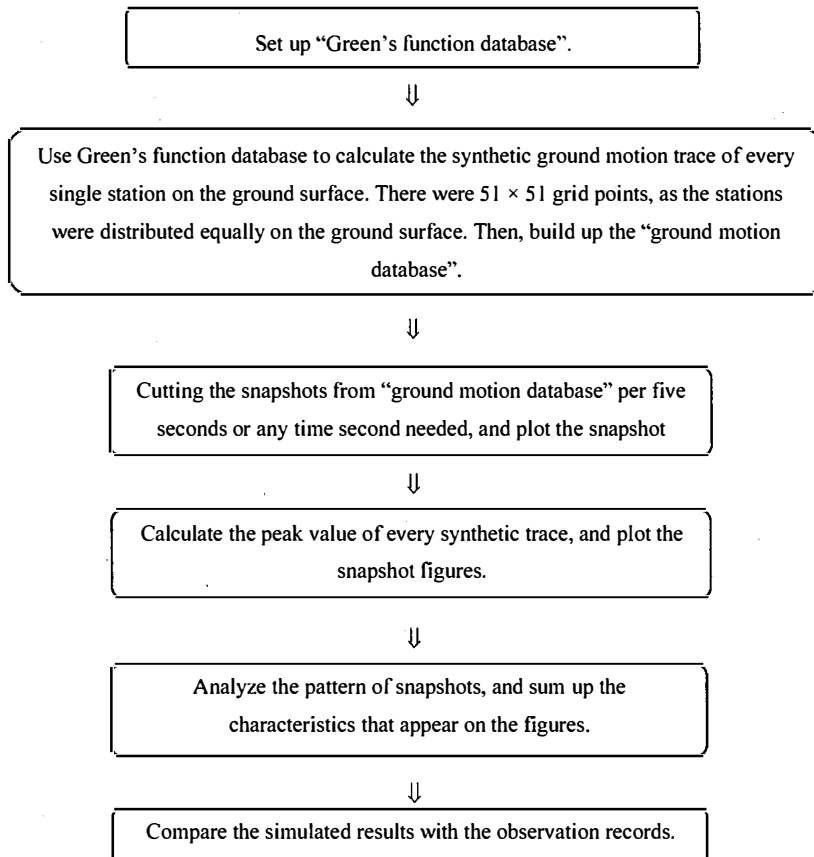 Set up “Green’s function database”.
⇓
Use Green’s function database to calculate the synthetic ground motion trace of every
single station on the ground surface. There were 51 × 51 grid points, as the stations
were distributed equally on the ground surface. Then, build up the “ground motion
database”.
⇓
Cutting the snapshots from “ground motion database” per five
seconds or any time second needed, and plot the snapshot
⇓
Calculate the peak value of every synthetic trace, and plot the
snapshot figures.
⇓
Analyze the pattern of snapshots, and sum up the
characteristics that appear on the figures.
⇓
Compare the simulated results with the observation records.